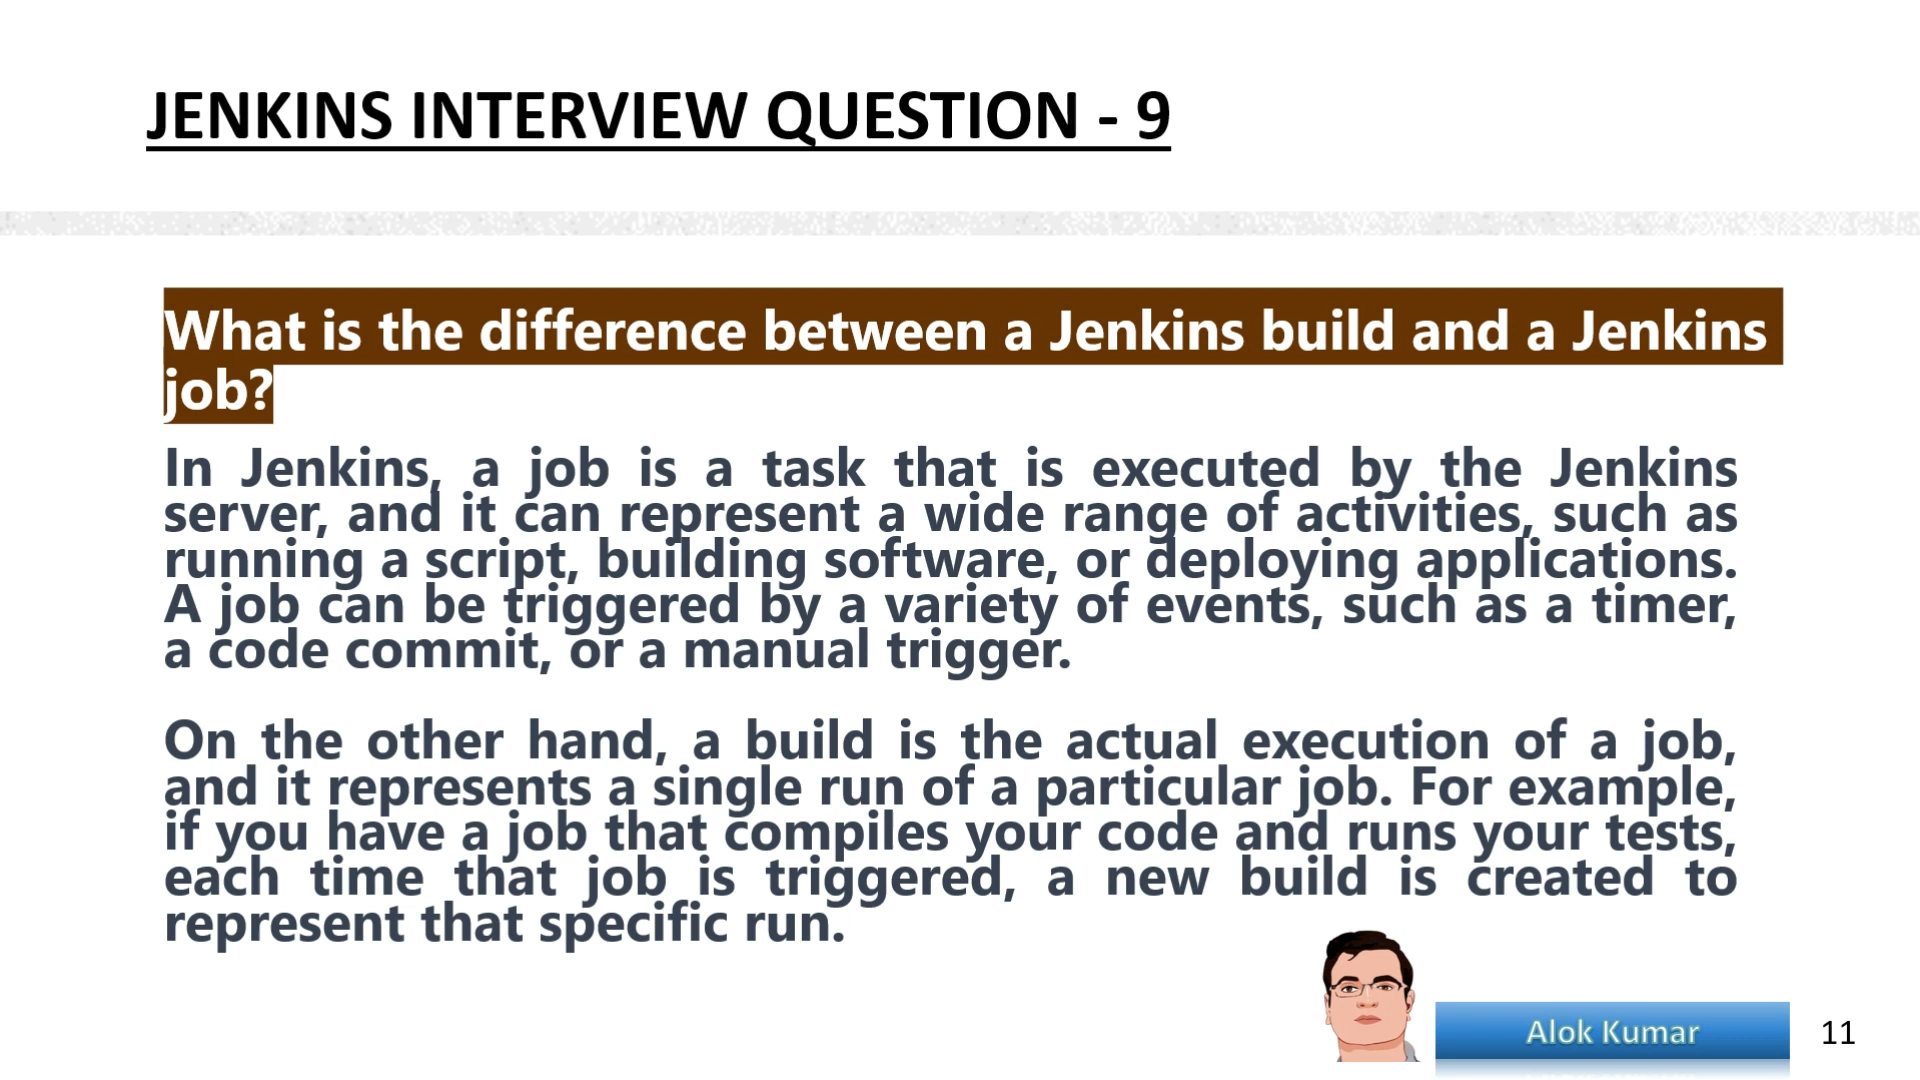 JENKINS INTERVIEW QUESTION - 9
What is the difference between a Jenkins build and a Jenkins
job?
In Jenkins, a job is a task that is executed by the Jenkins
server, and it can represent a wide range of activities, such as
running a script, building software, or deploying applications.
A job can be triggered by a variety of events, such as a timer,
a code commit, or a manual trigger.
On the other hand, a build is the actual execution of a job,
and it represents a single run of a particular job. For example,
if you have a job that compiles your code and runs your tests,
each time that job is triggered, a new build is created to
represent that specific run.
Alok Kumar
11